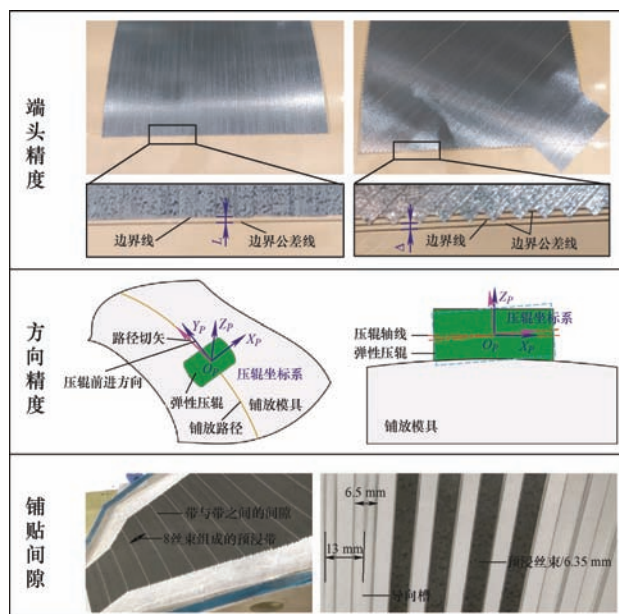 端头精度
L
边界线
边界公差线
Δ
边界线
边界公差线
方向精度
Y_P
Z_P
X_P
O_P
路径切矢
压辊前进方向
压辊坐标系
弹性压辊
铺放路径
铺放模具
Z_P
压辊坐标系
压辊轴线
弹性压辊
O_P
X_P
铺放模具
铺贴间隙
带与带之间的间隙
8丝束组成的预浸带
6.5 mm
13 mm
预浸丝束/6.35 mm
导向槽